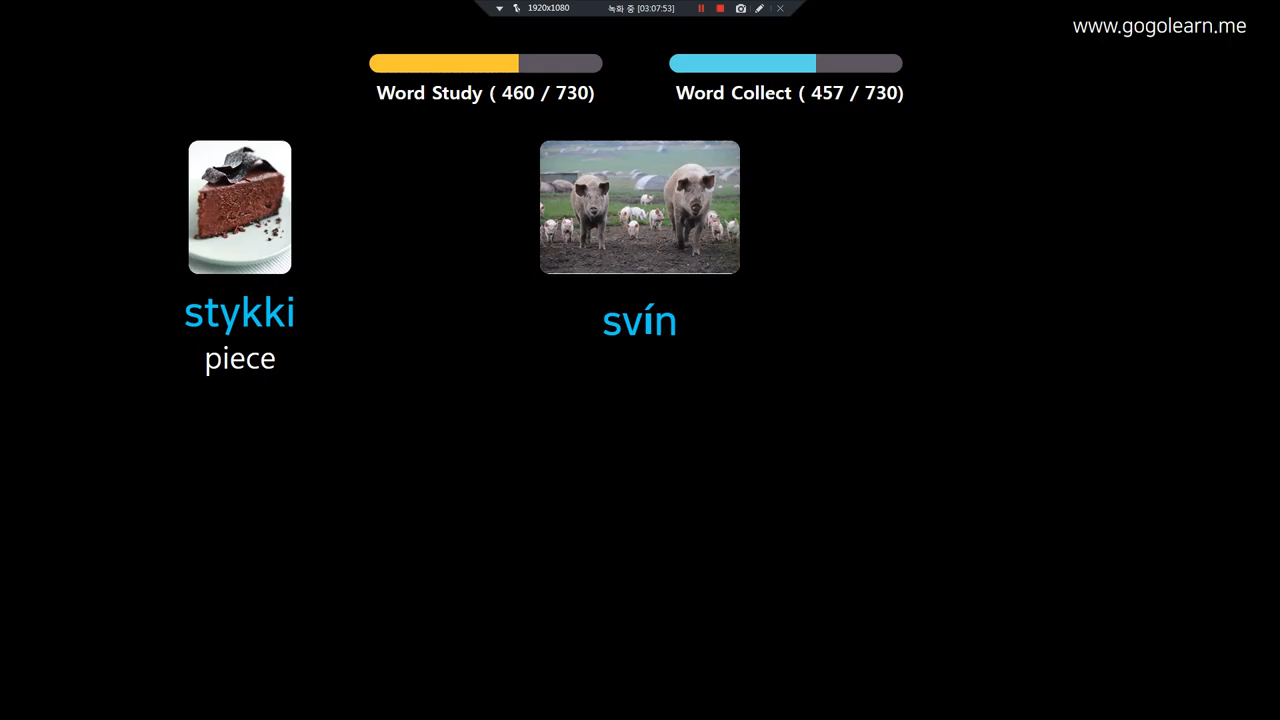 1920x1080 녹화 중 [03:07:53]
www.gogolearn.me
Word Study ( 460 / 730) Word Collect ( 457 / 730)
stykki
piece
svín